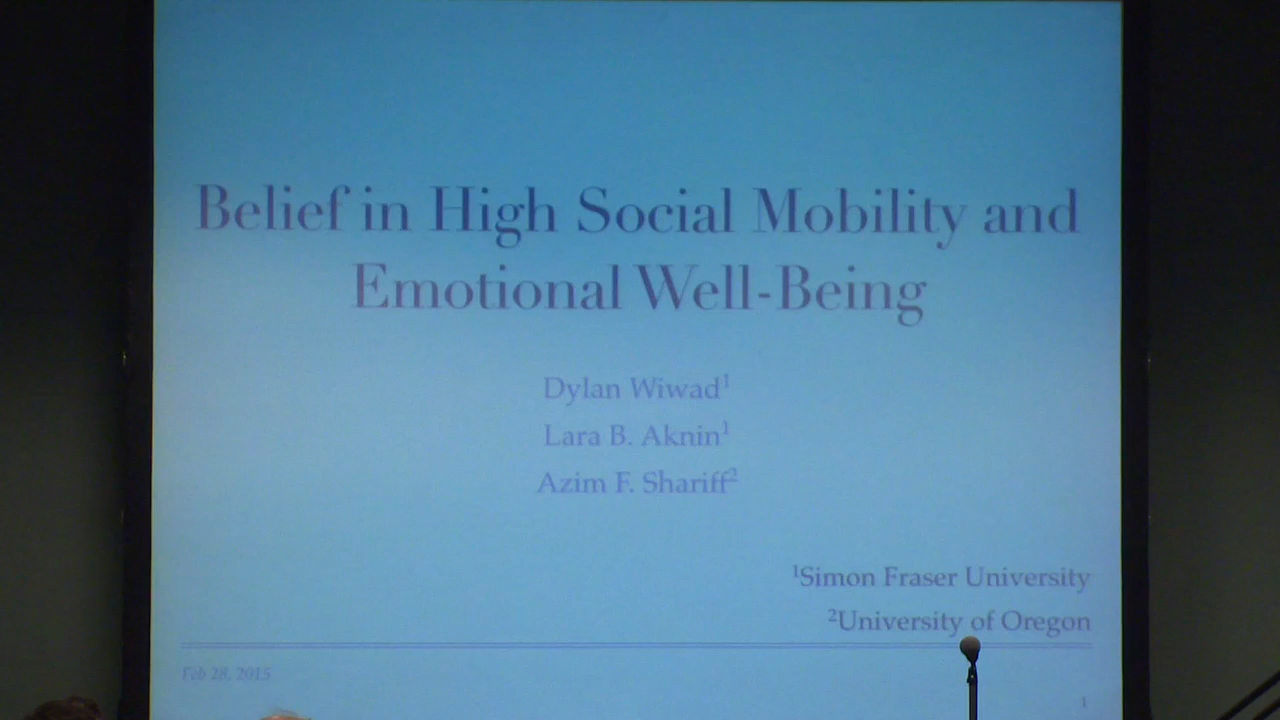 Belief in High Social Mobility and
Emotional Well-Being
Dylan Wiwad¹
Lara B. Aknin¹
Azim F. Shariff²
¹Simon Fraser University
²University of Oregon
Feb 28, 2015
1